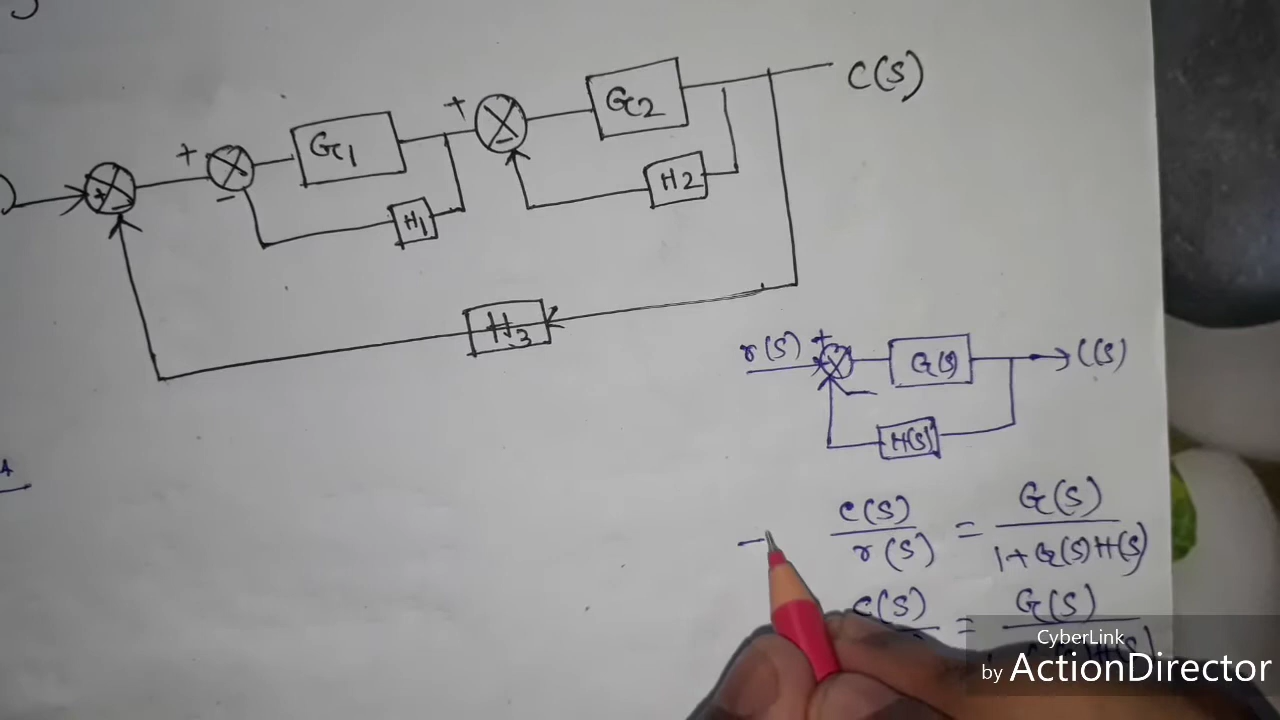 C(S)
+
G2
+
G1
-
H2
+
-
-
H1
H3
r(S)
+
G(S)
C(S)
H(S)
C(S) = G(S)
r(S) 1+G(S)H(S)
C(S) = G(S)
CyberLink
by ActionDirector